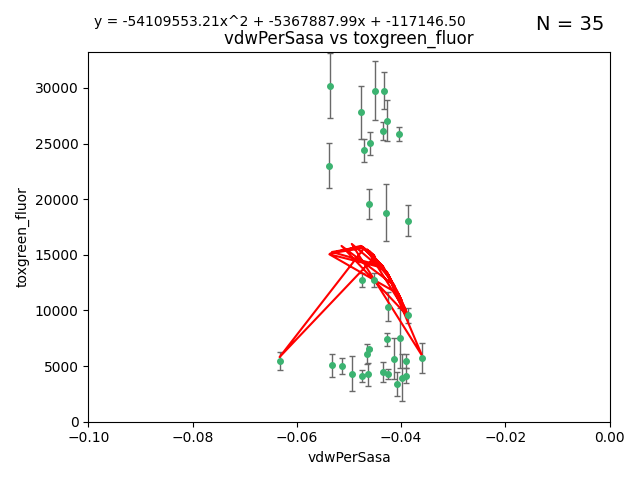 y = -54109553.21x^2 + -5367887.99x + -117146.50
N = 35
vdwPerSasa vs toxgreen_fluor
toxgreen_fluor
30000
25000
20000
15000
10000
5000
0
−0.10
−0.08
−0.06
−0.04
−0.02
0.00
vdwPerSasa